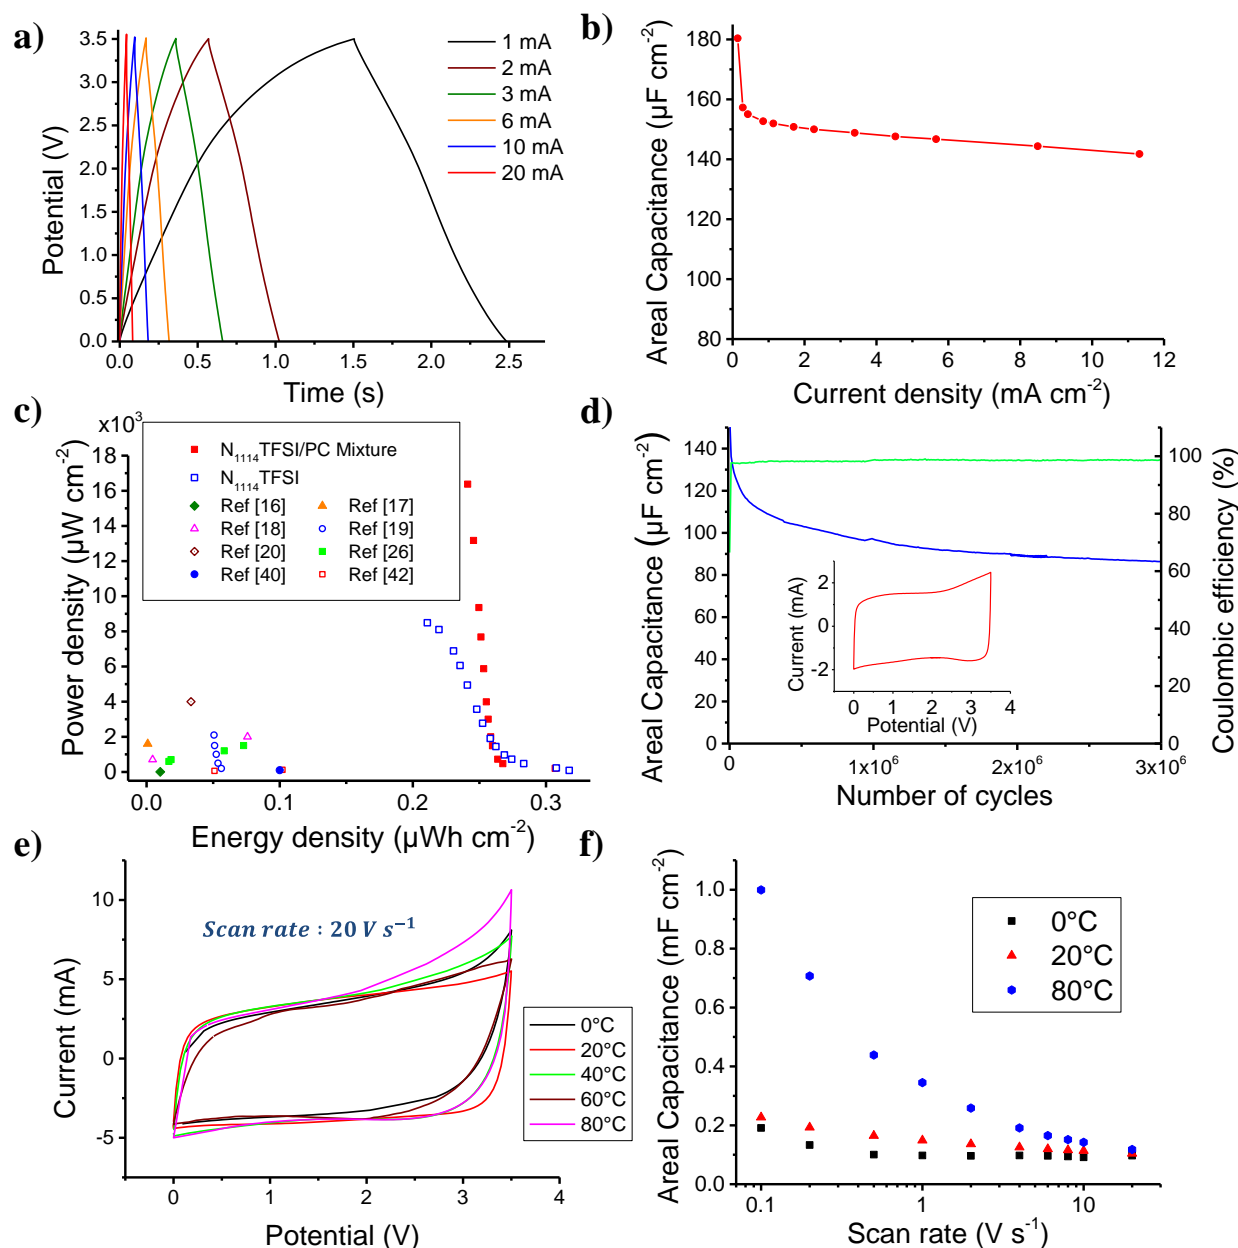 a)
3.5
3.0
2.5
2.0
1.5
1.0
0.5
0.0
Potential (V)
0.0 0.5 1.0 1.5 2.0 2.5
Time (s)
1 mA
2 mA
3 mA
6 mA
10 mA
20 mA
b)
180
160
140
120
100
80
Areal Capacitance (µF cm-2)
0 2 4 6 8 10 12
Current density (mA cm-2)
c)
x10³
18
16
14
12
10
8
6
4
2
0
Power density (µW cm-2)
N1114TFSI/PC Mixture
N1114TFSI
Ref [16] Ref [17]
Ref [18] Ref [19]
Ref [20] Ref [26]
Ref [40] Ref [42]
0.0 0.1 0.2 0.3
Energy density (µWh cm-2)
d)
140
120
100
80
60
40
20
0
Areal Capacitance (µF cm-2)
100
80
60
40
20
0
Coulombic efficiency (%)
2
0
-2
Current (mA)
0 1 2 3 4
Potential (V)
0 1x10⁶ 2x10⁶ 3x10⁶
Number of cycles
e)
10
5
0
-5
Current (mA)
Scan rate : 20 V s−1
0°C
20°C
40°C
60°C
80°C
0 1 2 3 4
Potential (V)
f)
1.0
0.8
0.6
0.4
0.2
0.0
Areal Capacitance (mF cm-2)
0°C
20°C
80°C
0.1 1 10
Scan rate (V s-1)